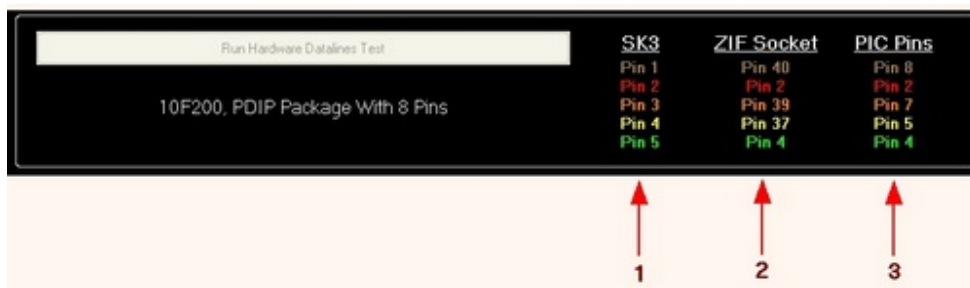 Run Hardware Datalines Test
10F200, PDIP Package With 8 Pins
SK3 ZIF Socket PIC Pins
Pin 1 Pin 40 Pin 8
Pin 2 Pin 2 Pin 2
Pin 3 Pin 39 Pin 7
Pin 4 Pin 37 Pin 5
Pin 5 Pin 4 Pin 4
1 2 3